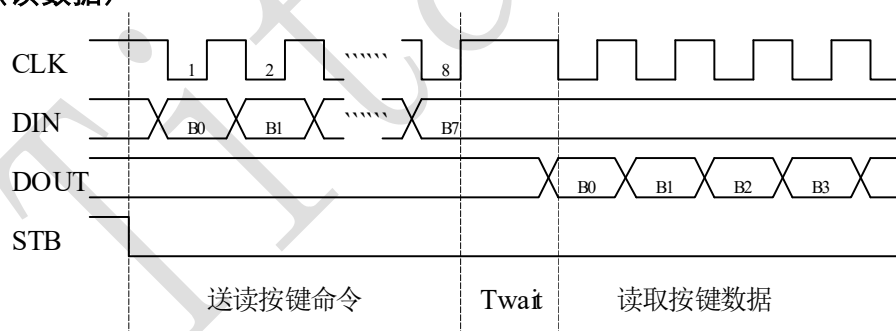 （读数据）
CLK 1 2 ...... 8
DIN B0 B1 ...... B7
DOUT B0 B1 B2 B3
STB
送读按键命令 Twait 读取按键数据